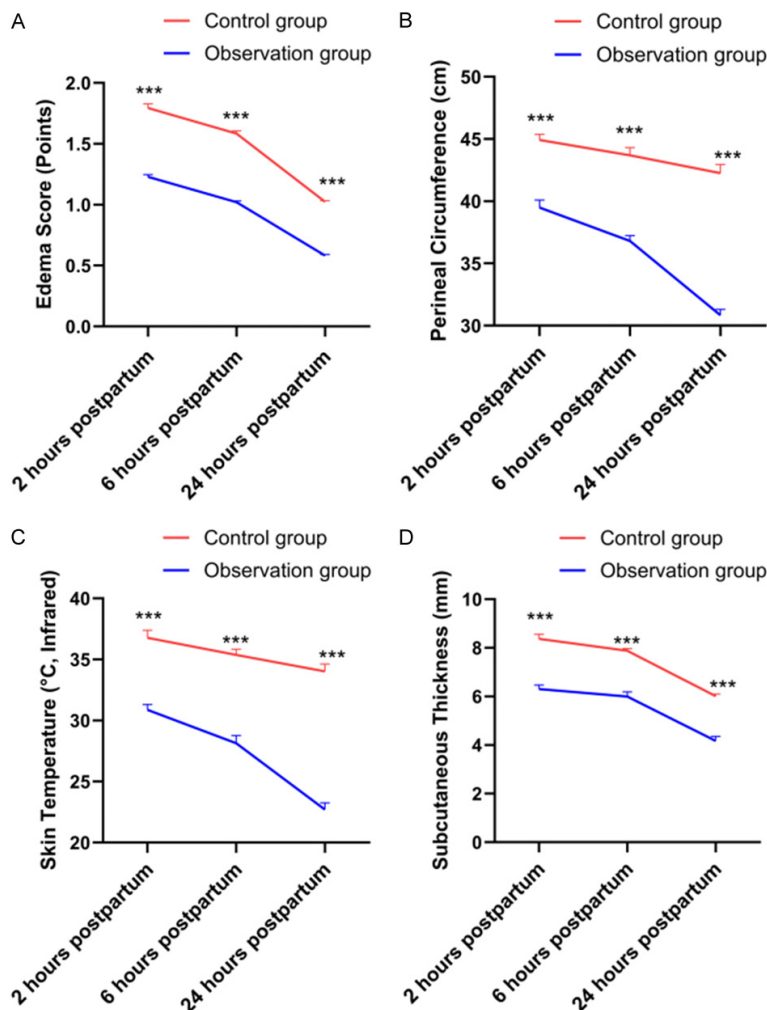 A
Control group
Observation group
Edema Score (Points)
2.0
1.5
1.0
0.5
0.0
***
***
***
2 hours postpartum
6 hours postpartum
24 hours postpartum
B
Control group
Observation group
Perineal Circumference (cm)
50
45
40
35
30
***
***
***
2 hours postpartum
6 hours postpartum
24 hours postpartum
C
Control group
Observation group
Skin Temperature (°C, Infrared)
40
35
30
25
20
***
***
***
2 hours postpartum
6 hours postpartum
24 hours postpartum
D
Control group
Observation group
Subcutaneous Thickness (mm)
10
8
6
4
2
0
***
***
***
2 hours postpartum
6 hours postpartum
24 hours postpartum